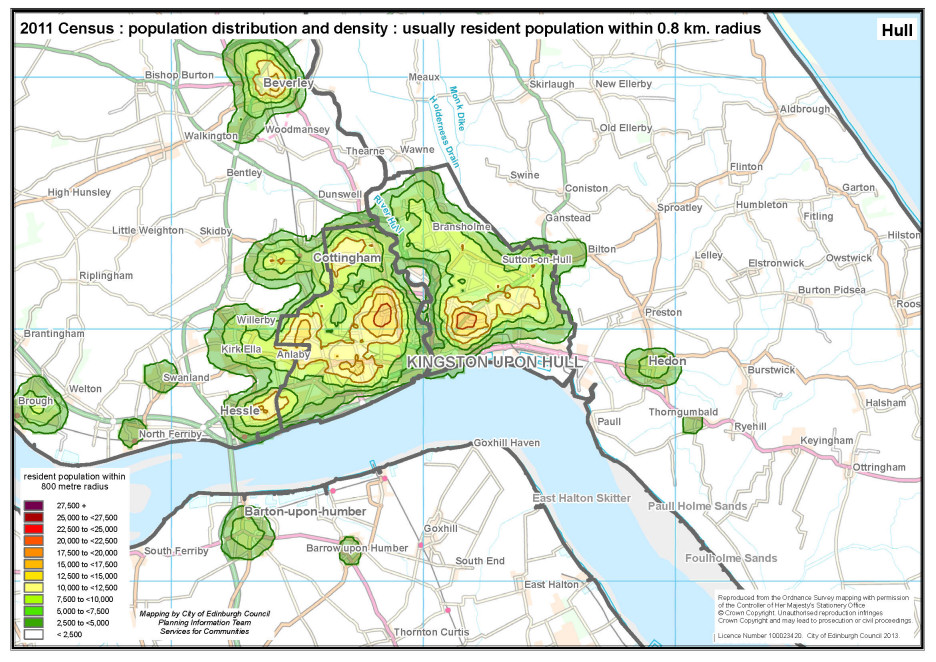 2011 Census : population distribution and density : usually resident population within 0.8 km. radius
Hull
Bishop Burton
Beverley
Meaux
Skirlaugh
New Ellerby
Aldbrough
Monk Dike
Holderness Drain
Walkington
Woodmansey
Old Ellerby
Thearne
Wawne
Bentley
Flinton
Swine
High Hunsley
Dunswell
Coniston
Garton
River Hull
Sproatley
Humbleton
Fitling
Little Weighton
Skidby
Bransholme
Ganstead
Hilston
Cottingham
Sutton-on-Hull
Bilton
Lelley
Elstronwick
Owstwick
Riplingham
Burton Pidsea
Roos
Willerby
Preston
Brantingham
Kirk Ella
Anlaby
KINGSTON UPON HULL
Hedon
Burstwick
Welton
Swanland
Brough
Hessle
Halsham
Thorngumbald
Paull
Ryehill
North Ferriby
Keyingham
Goxhill Haven
Ottringham
resident population within
800 metre radius
27,500 +
25,000 to <27,500
22,500 to <25,000
20,000 to <22,500
17,500 to <20,000
15,000 to <17,500
12,500 to <15,000
10,000 to <12,500
7,500 to <10,000
5,000 to <7,500
2,500 to <5,000
< 2,500
East Halton Skitter
Paull Holme Sands
Barton-upon-humber
Goxhill
South Ferriby
Barrow upon Humber
South End
Foulholme Sands
East Halton
Thornton Curtis
Mapping by City of Edinburgh Council
Planning Information Team
Services for Communities
Reproduced from the Ordnance Survey mapping with permission
of the Controller of Her Majesty's Stationery Office
© Crown Copyright. Unauthorised reproduction infringes
Crown Copyright and may lead to prosecution or civil proceedings
Licence Number 100023420. City of Edinburgh Council 2013